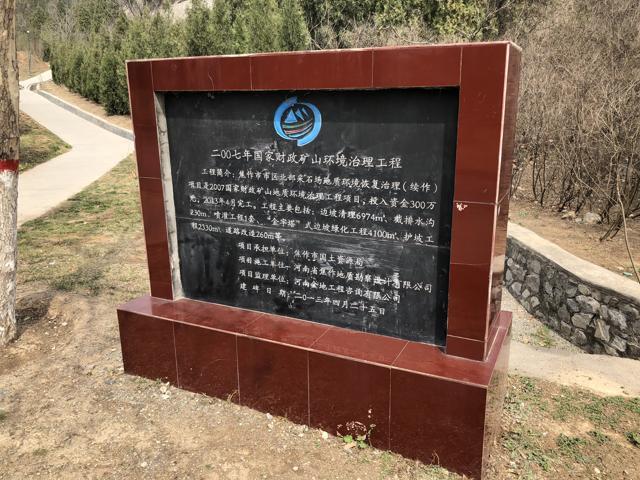 二00七年国家财政矿山环境治理工程
工程简介：焦作市市区北部采石场地质环境恢复治理（续作）
项目是2007国家财政矿山地质环境治理工程项目；投入资金300万
元，2013年4月完工，工程主要包括：边坡清理6974m²、截排水沟
230m、喷灌工程1套、“金字塔”式边坡绿化工程4100m²、护坡工
程2330m²、道路改造260m等。
项目承担单位：焦作市国土资源局
项目施工单位：河南省焦作地质勘察设计有限公司
项目监理单位：河南金地工程咨询有限公司
建碑日期：二0一三年四月二十五日